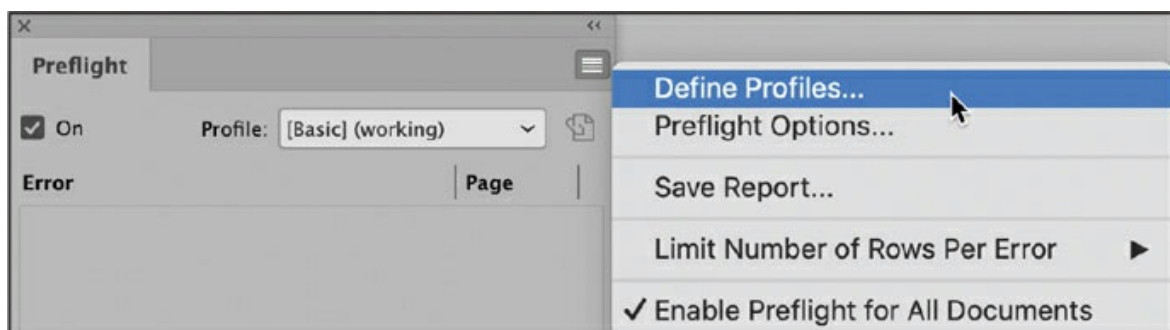 Preflight
On
Profile: [Basic] (working)
Error
Page
Define Profiles...
Preflight Options...
Save Report...
Limit Number of Rows Per Error
Enable Preflight for All Documents